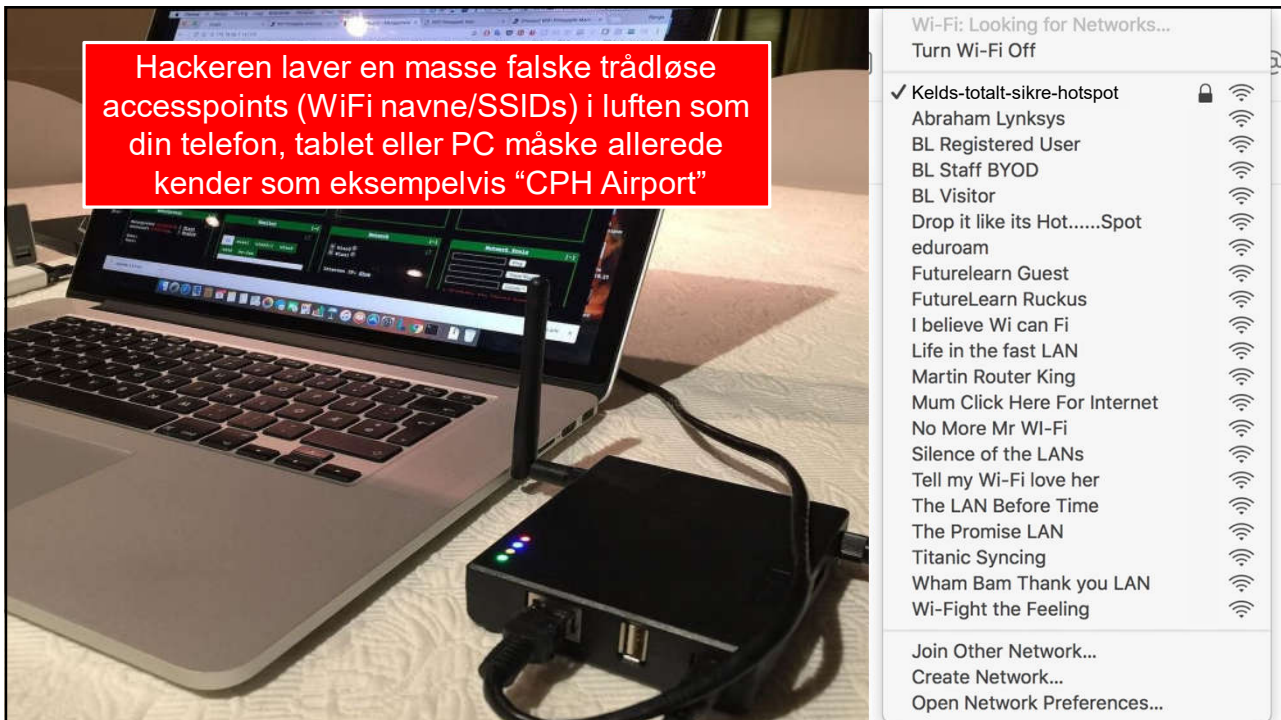 Hackeren laver en masse falske trådløse
accesspoints (WiFi navne/SSIDs) i luften som
din telefon, tablet eller PC måske allerede
kender som eksempelvis “CPH Airport”
Wi-Fi: Looking for Networks...
Turn Wi-Fi Off
✓ Kelds-totalt-sikre-hotspot
Abraham Lynksys
BL Registered User
BL Staff BYOD
BL Visitor
Drop it like its Hot......Spot
eduroam
Futurelearn Guest
FutureLearn Ruckus
I believe Wi can Fi
Life in the fast LAN
Martin Router King
Mum Click Here For Internet
No More Mr WI-Fi
Silence of the LANs
Tell my Wi-Fi love her
The LAN Before Time
The Promise LAN
Titanic Syncing
Wham Bam Thank you LAN
Wi-Fight the Feeling
Join Other Network...
Create Network...
Open Network Preferences...